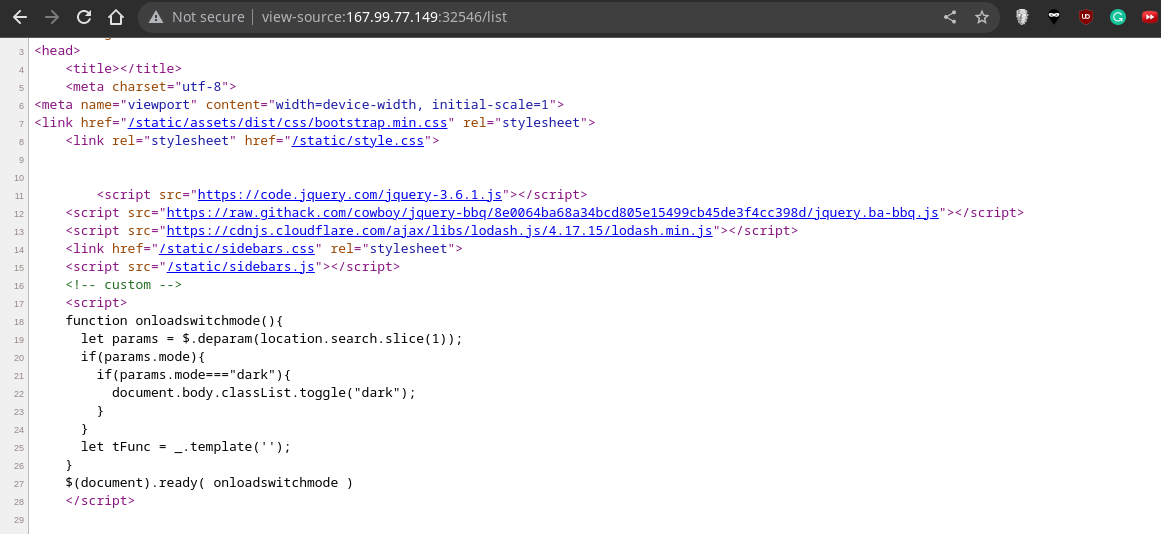 Not secure | view-source:167.99.77.149:32546/list
3 <head>
4 <title></title>
5 <meta charset="utf-8">
6 <meta name="viewport" content="width=device-width, initial-scale=1">
7 <link href="/static/assets/dist/css/bootstrap.min.css" rel="stylesheet">
8 <link rel="stylesheet" href="/static/style.css">
9
10
11 <script src="https://code.jquery.com/jquery-3.6.1.js"></script>
12 <script src="https://raw.githack.com/cowboy/jquery-bbq/8e0064ba68a34bcd805e15499cb45de3f4cc398d/jquery.ba-bbq.js"></script>
13 <script src="https://cdnjs.cloudflare.com/ajax/libs/lodash.js/4.17.15/lodash.min.js"></script>
14 <link href="/static/sidebars.css" rel="stylesheet">
15 <script src="/static/sidebars.js"></script>
16 <!-- custom -->
17 <script>
18 function onloadswitchmode(){
19 let params = $.deparam(location.search.slice(1));
20 if(params.mode){
21 if(params.mode==="dark"){
22 document.body.classList.toggle("dark");
23 }
24 }
25 let tFunc = _.template('');
26 }
27 $(document).ready( onloadswitchmode )
28 </script>
29